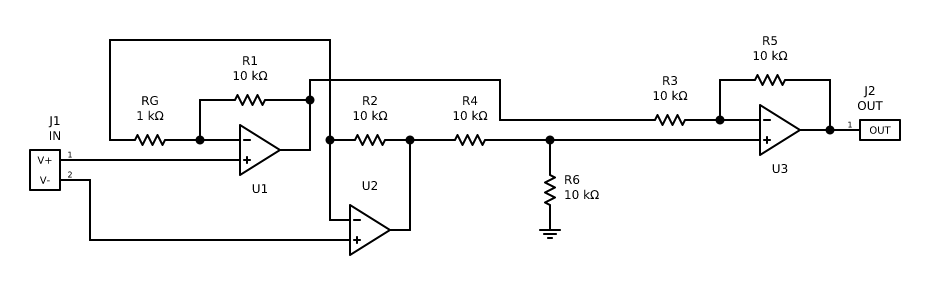 J1
IN
V+
V-
1
2
RG
1 kΩ
R1
10 kΩ
U1
R2
10 kΩ
U2
R4
10 kΩ
R6
10 kΩ
R3
10 kΩ
R5
10 kΩ
U3
J2
OUT
1
OUT